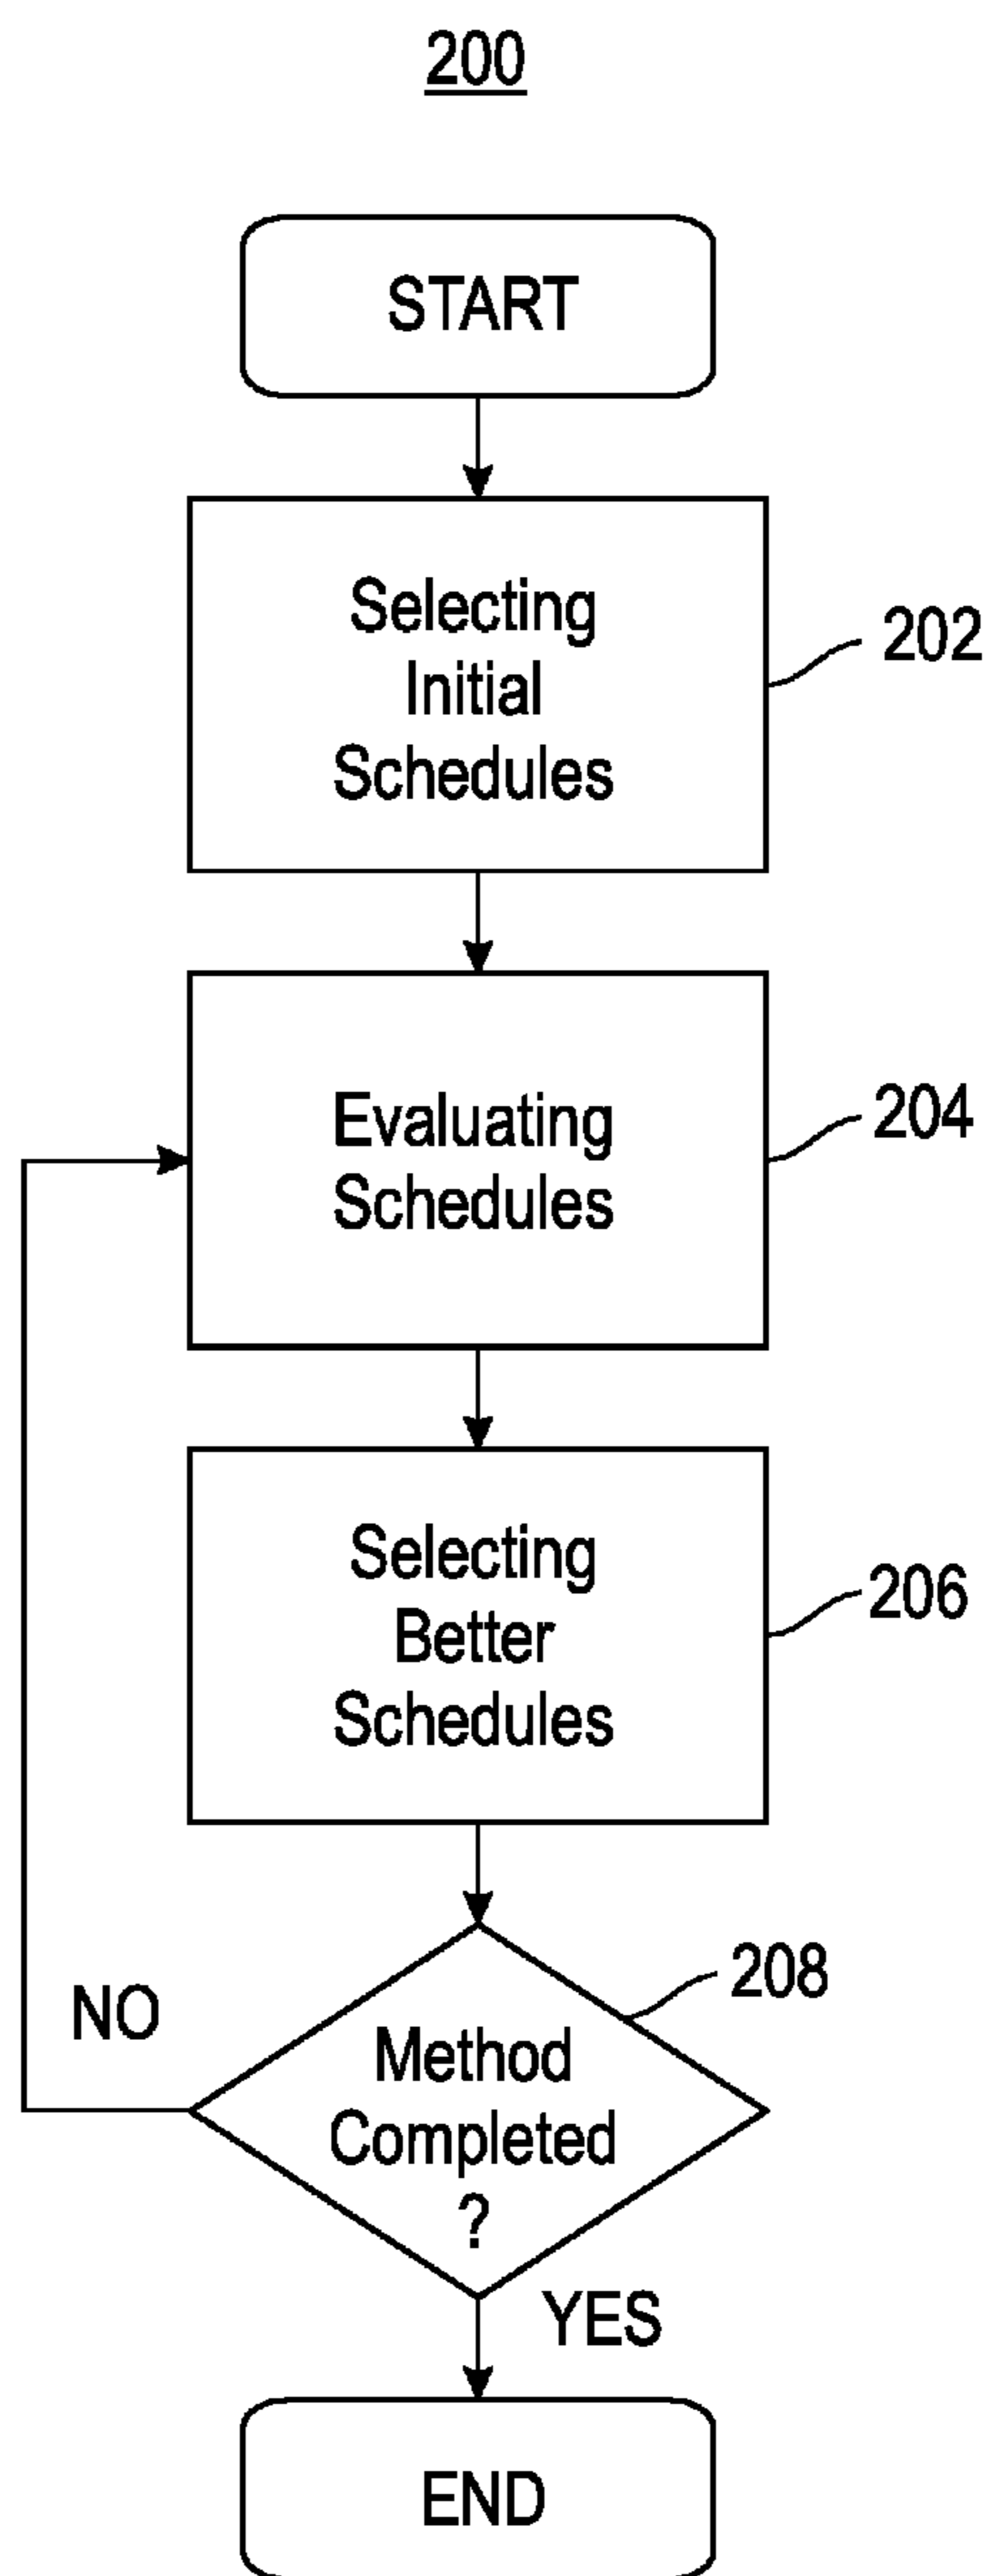 200
START
Selecting
Initial
Schedules
202
Evaluating
Schedules
204
Selecting
Better
Schedules
206
208
NO
Method
Completed
?
YES
END